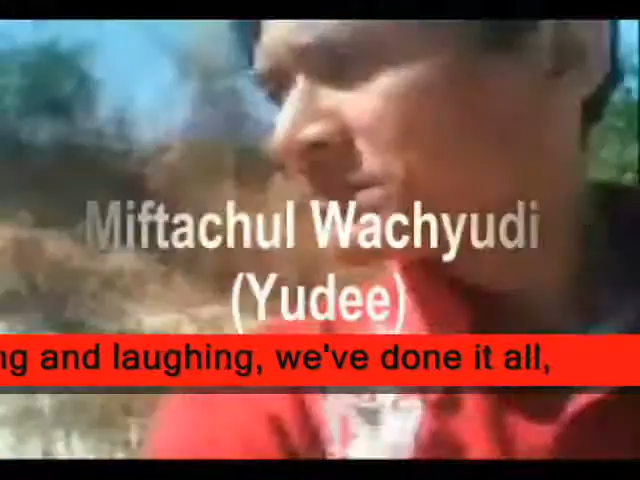 Miftachul Wachyudi
(Yudee)
ng and laughing, we've done it all,